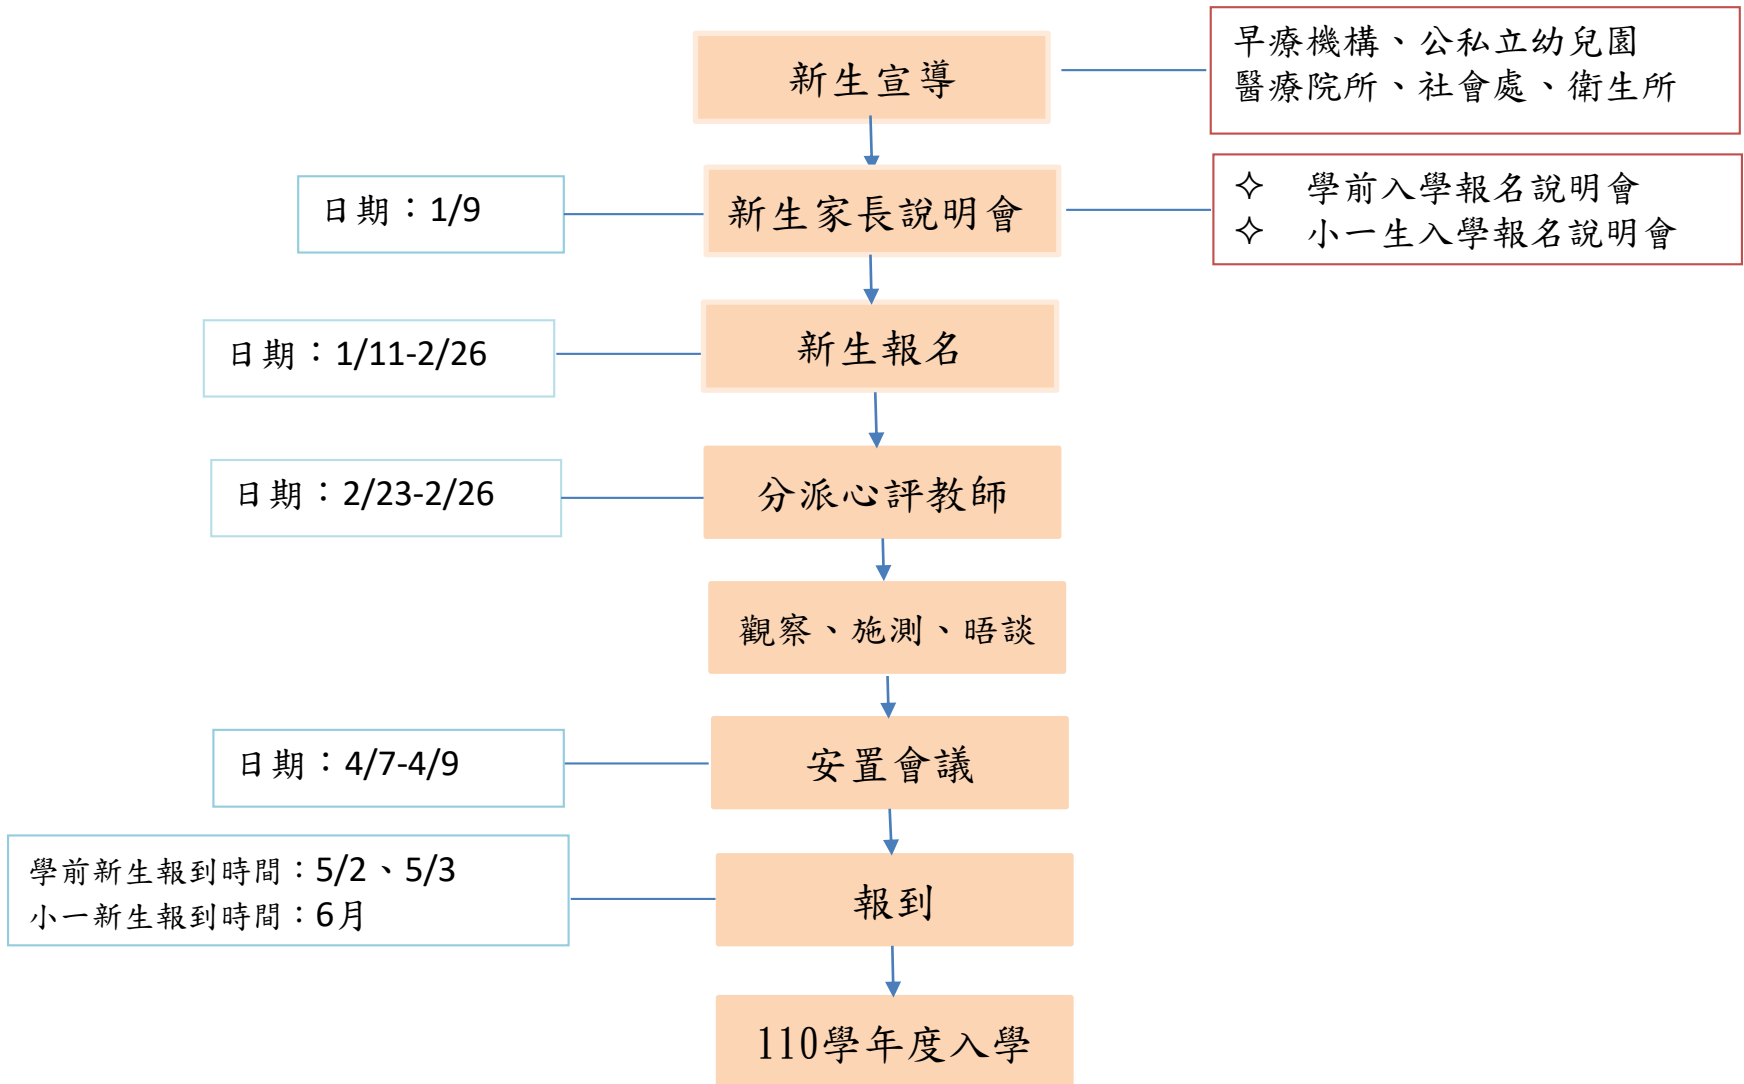 新生宣導
早療機構、公私立幼兒園
醫療院所、社會處、衛生所
日期：1/9
新生家長說明會
✧ 學前入學報名說明會
✧ 小一生入學報名說明會
日期：1/11-2/26
新生報名
日期：2/23-2/26
分派心評教師
觀察、施測、晤談
日期：4/7-4/9
安置會議
學前新生報到時間：5/2、5/3
小一新生報到時間：6月
報到
110學年度入學